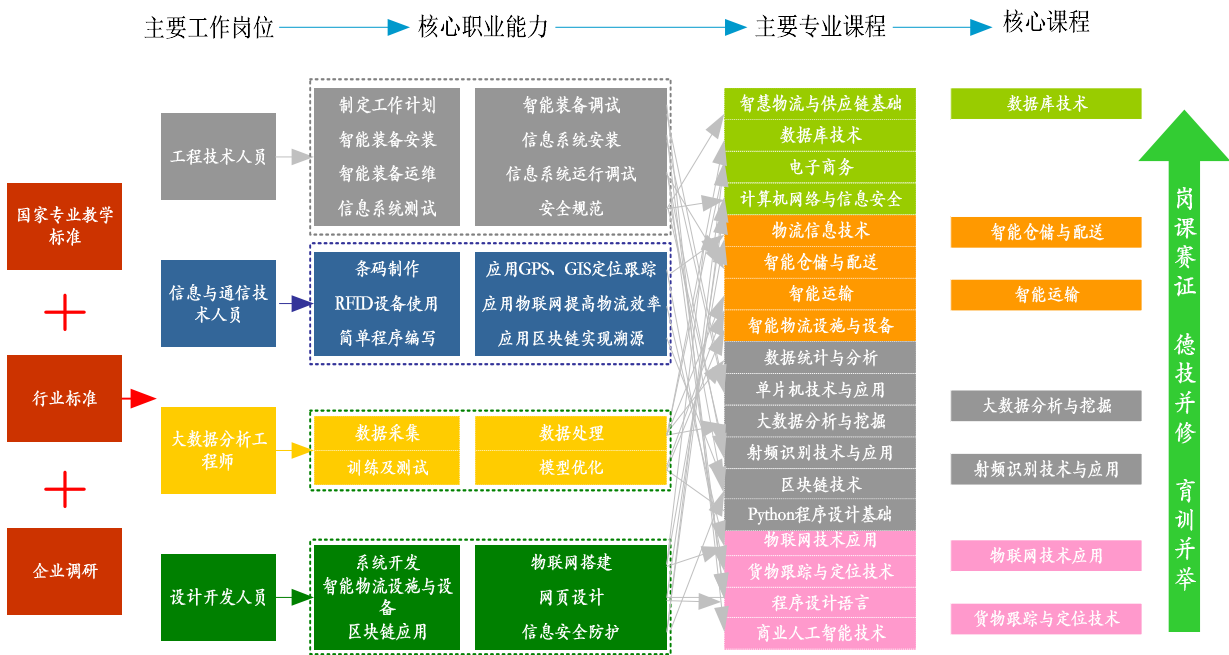 主要工作岗位
核心职业能力
主要专业课程
核心课程
国家专业教学
标准
行业标准
企业调研
工程技术人员
信息与通信技
术人员
大数据分析工
程师
设计开发人员
制定工作计划
智能装备安装
智能装备运维
信息系统测试
智能装备调试
信息系统安装
信息系统运行调试
安全规范
条码制作
RFID设备使用
简单程序编写
应用GPS、GIS定位跟踪
应用物联网提高物流效率
应用区块链实现溯源
数据采集
训练及测试
数据处理
模型优化
系统开发
智能物流设施与设
备
区块链应用
物联网搭建
网页设计
信息安全防护
智慧物流与供应链基础
数据库技术
电子商务
计算机网络与信息安全
物流信息技术
智能仓储与配送
智能运输
智能物流设施与设备
数据统计与分析
单片机技术与应用
大数据分析与挖掘
射频识别技术与应用
区块链技术
Python程序设计基础
物联网技术应用
货物跟踪与定位技术
程序设计语言
商业人工智能技术
数据库技术
智能仓储与配送
智能运输
大数据分析与挖掘
射频识别技术与应用
物联网技术应用
货物跟踪与定位技术
岗课赛证 德技并修 育训并举